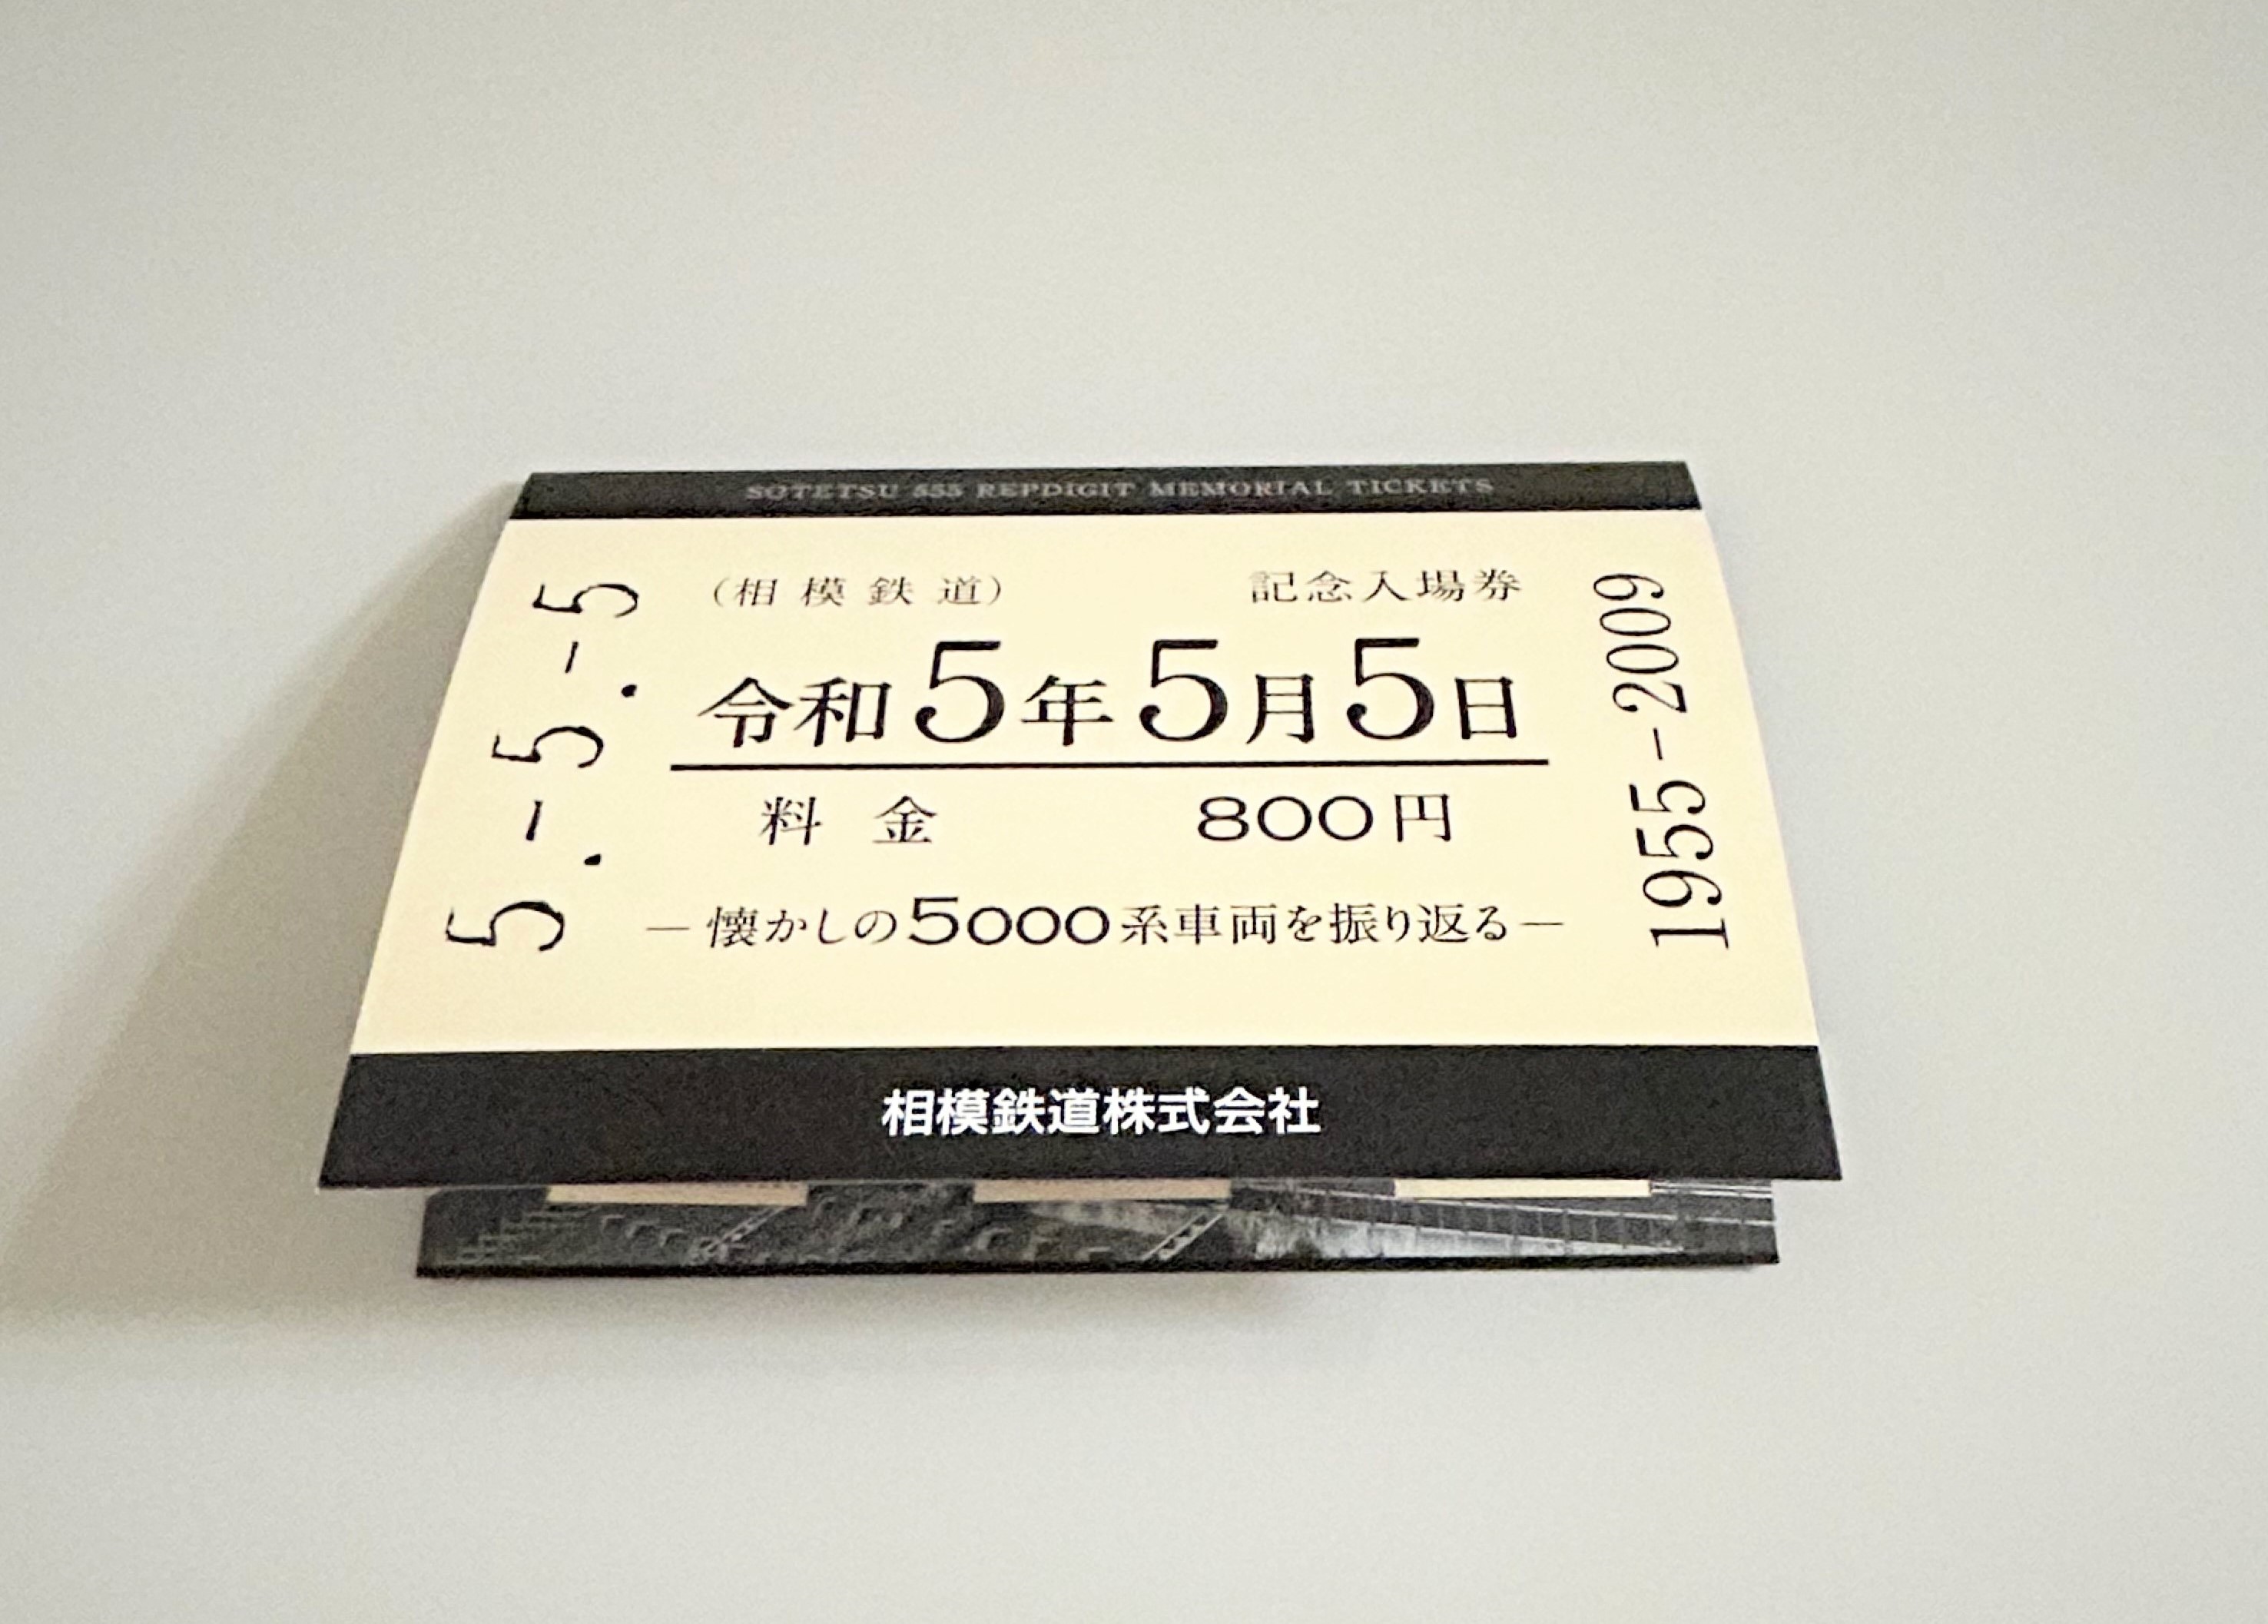 SOTETSU 555 REPDIGIT MEMORIAL TICKETS
(相模鉄道) 記念入場券
令和5年5月5日
料金 800円
―懐かしの5000系車両を振り返る―
5.-5.-5
1955-2009
相模鉄道株式会社